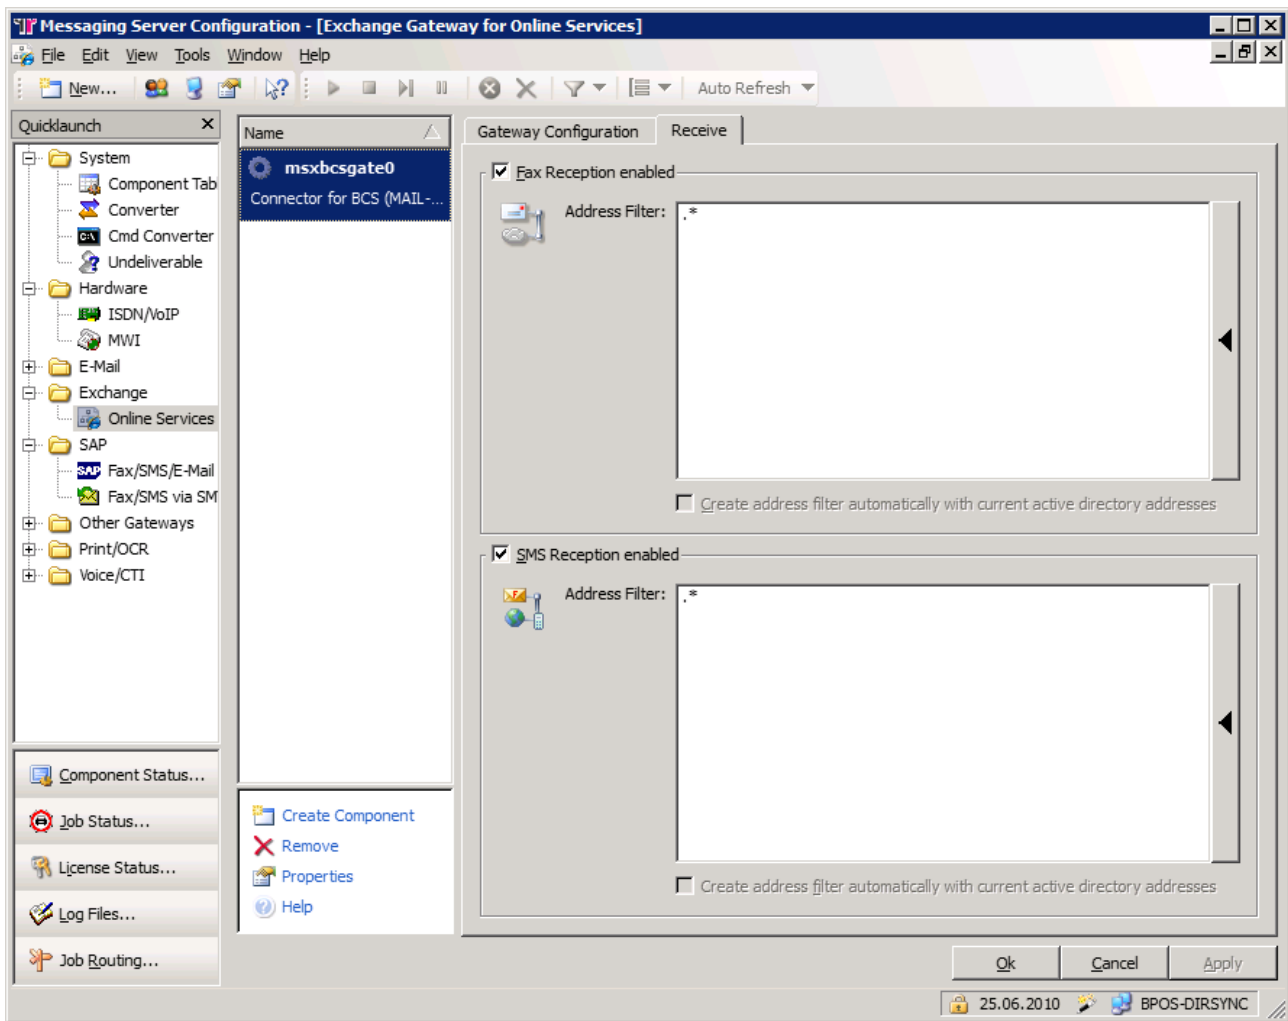 Messaging Server Configuration - [Exchange Gateway for Online Services]
File Edit View Tools Window Help
New... Auto Refresh
Quicklaunch
System
Component Tab
Converter
Cmd Converter
Undeliverable
Hardware
ISDN/VoIP
MWI
E-Mail
Exchange
Online Services
SAP
Fax/SMS/E-Mail
Fax/SMS via SM
Other Gateways
Print/OCR
Voice/CTI
Component Status...
Job Status...
License Status...
Log Files...
Job Routing...
Name
msxbcsgate0
Connector for BCS (MAIL-...
Create Component
Remove
Properties
Help
Gateway Configuration Receive
Fax Reception enabled
Address Filter: .*
Create address filter automatically with current active directory addresses
SMS Reception enabled
Address Filter: .*
Create address filter automatically with current active directory addresses
Ok Cancel Apply
25.06.2010 BPOS-DIRSYNC